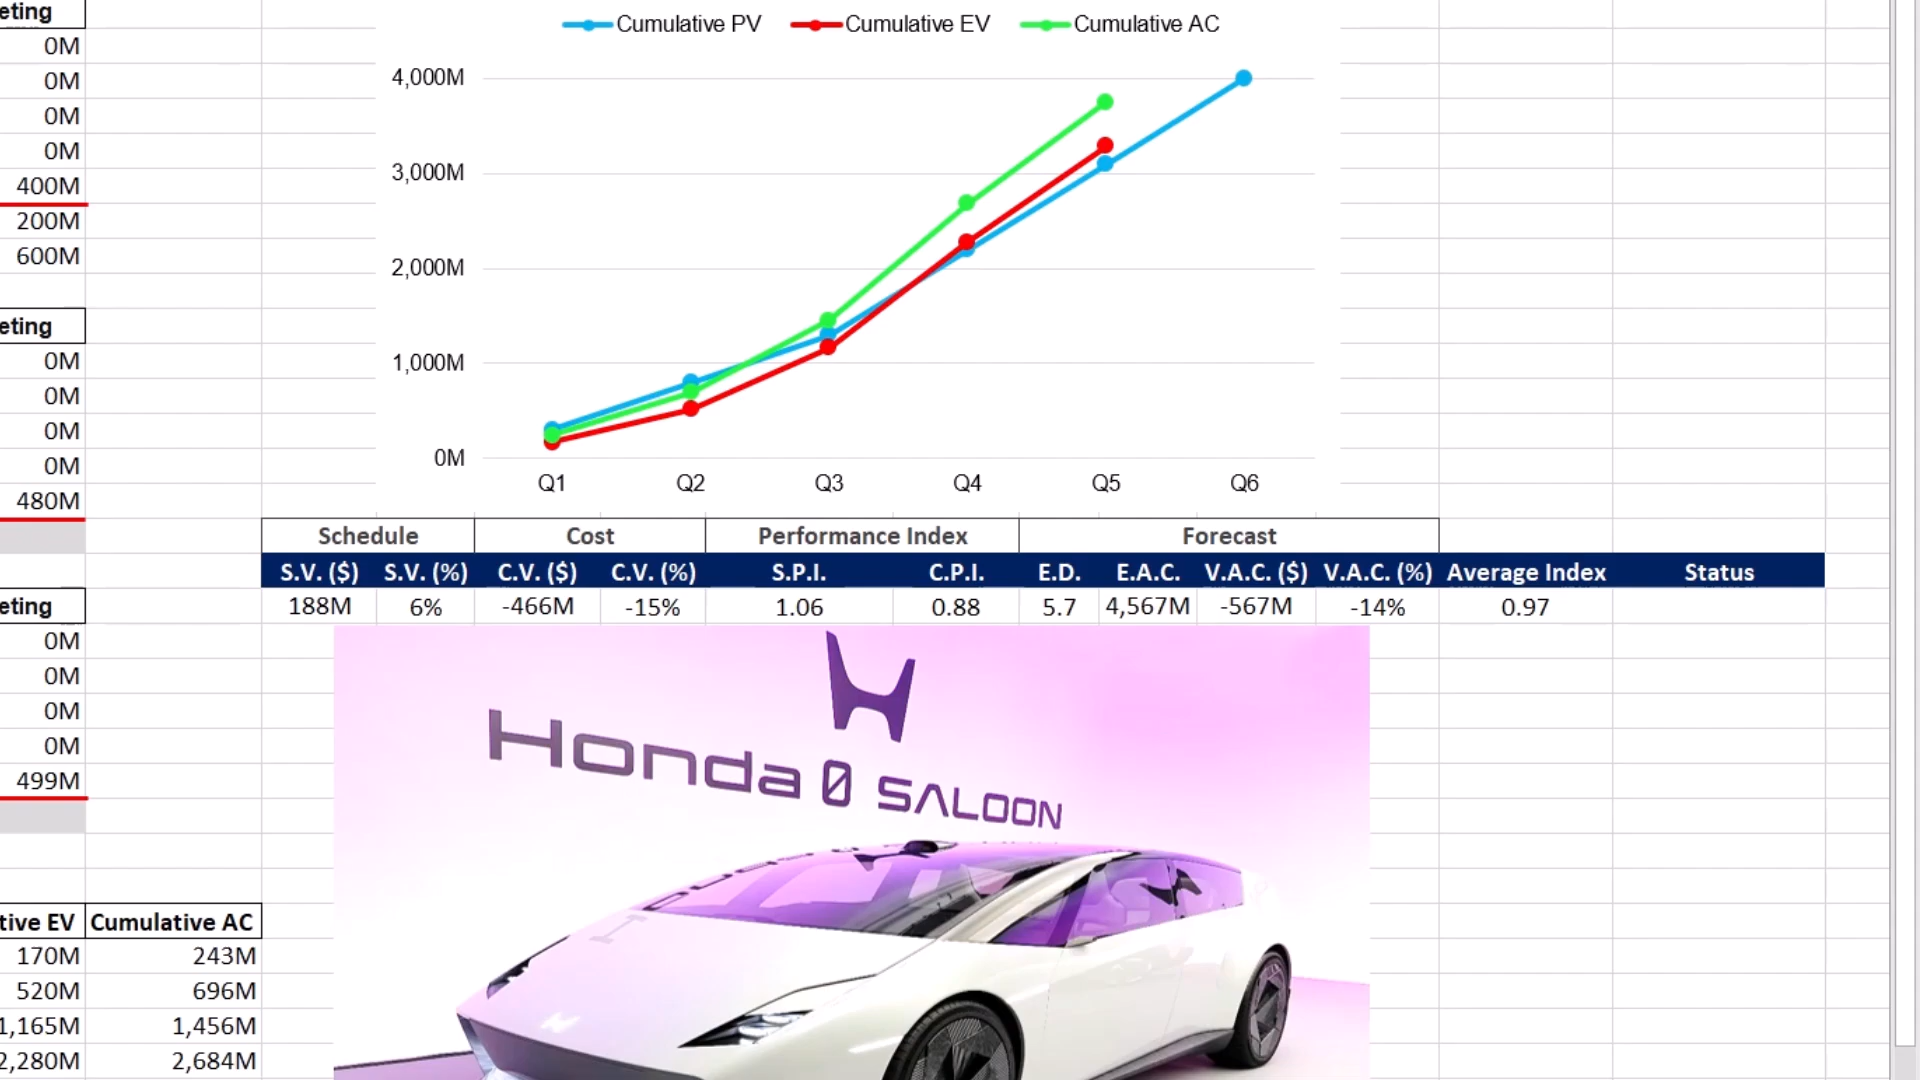 eting
0M
0M
0M
0M
400M
200M
600M
eting
0M
0M
0M
0M
480M
eting
0M
0M
0M
0M
499M
tive EV Cumulative AC
170M 243M
520M 696M
1,165M 1,456M
2,280M 2,684M
Cumulative PV Cumulative EV Cumulative AC
4,000M
3,000M
2,000M
1,000M
0M
Q1 Q2 Q3 Q4 Q5 Q6
Schedule Cost Performance Index Forecast
S.V. ($) S.V. (%) C.V. ($) C.V. (%) S.P.I. C.P.I. E.D. E.A.C. V.A.C. ($) V.A.C. (%) Average Index Status
188M 6% -466M -15% 1.06 0.88 5.7 4,567M -567M -14% 0.97
Honda 0 SALOON